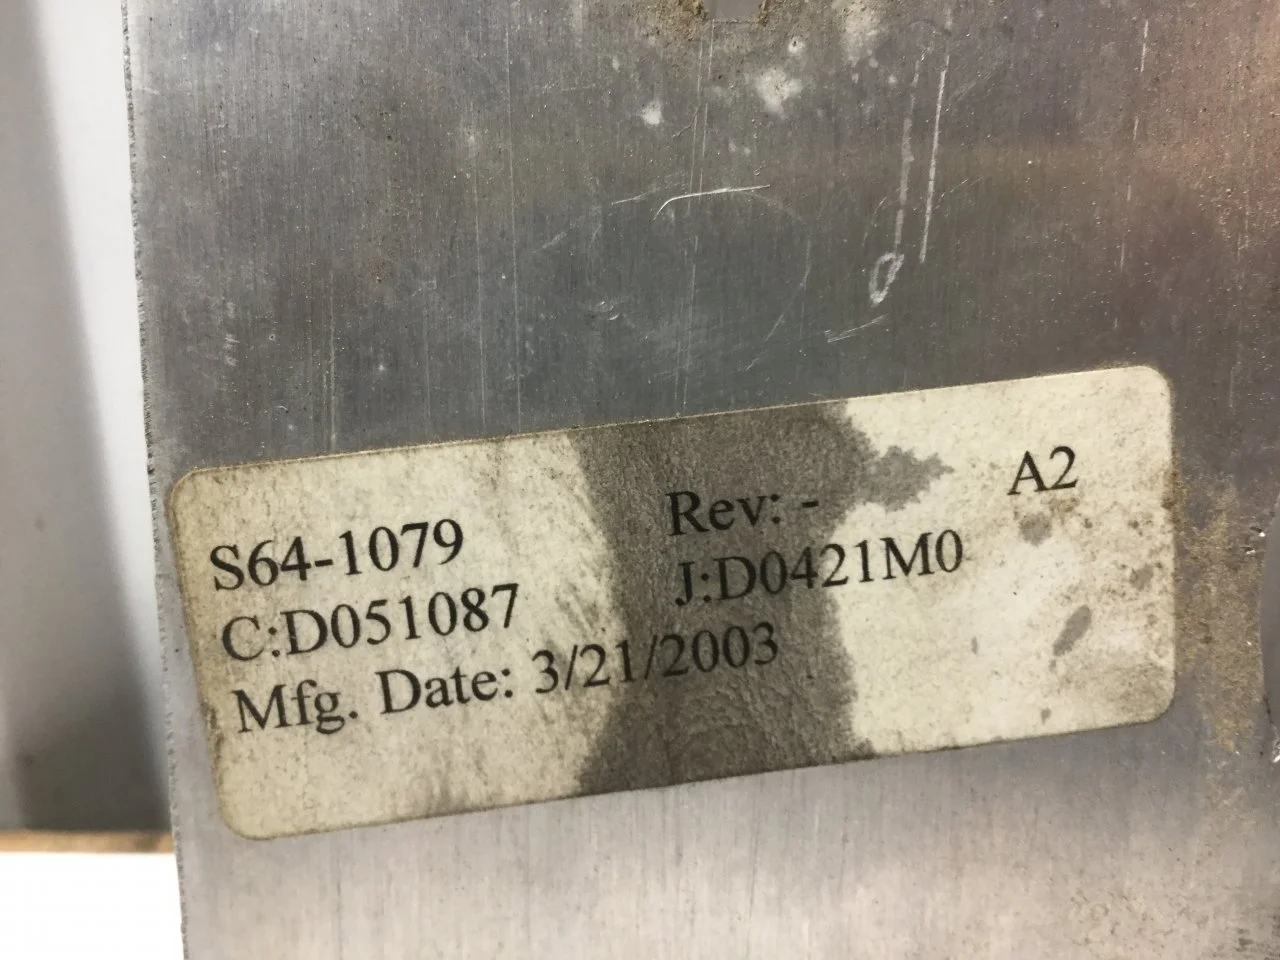 S64-1079 Rev: - A2
C:D051087 J:D0421M0
Mfg. Date: 3/21/2003